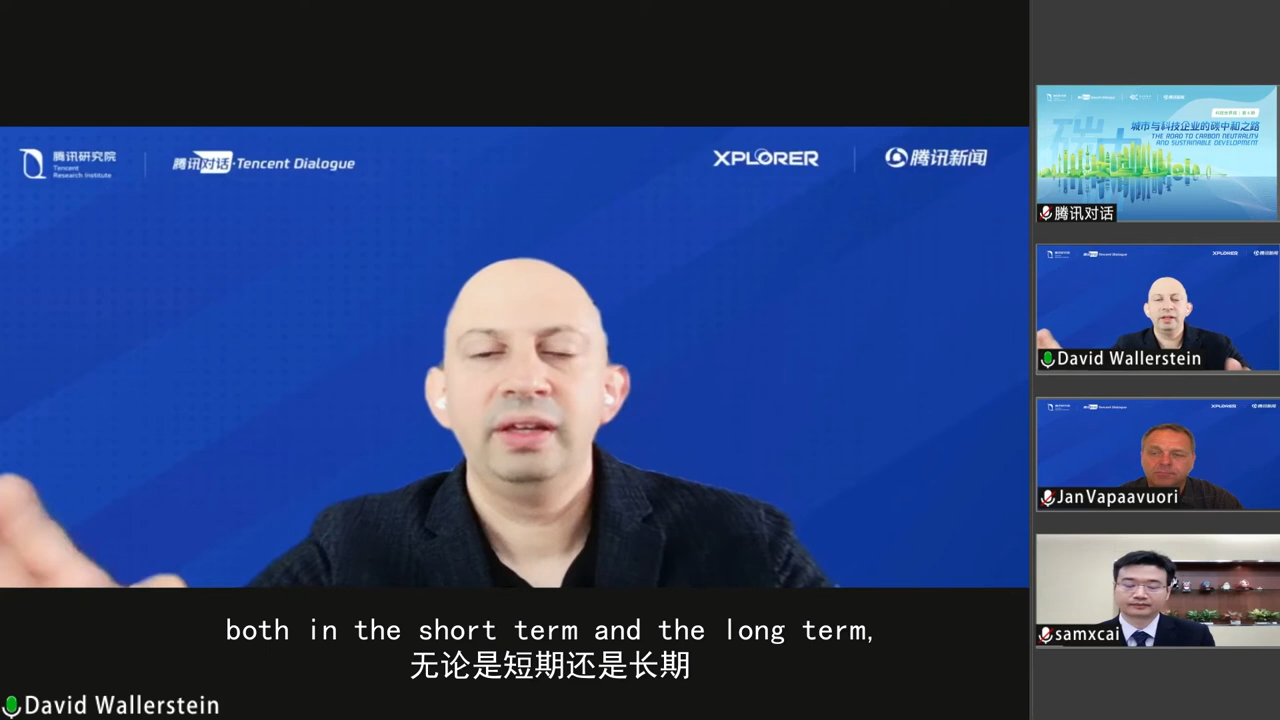 腾讯研究院
Tencent
Research Institute
腾讯对话·Tencent Dialogue
XPLORER
腾讯新闻
both in the short term and the long term,
无论是短期还是长期
David Wallerstein
城市与科技企业的碳中和之路
THE ROAD TO CARBON NEUTRALITY
AND SUSTAINABLE DEVELOPMENT
腾讯对话
XPLORER
David Wallerstein
XPLORER
JanVapaavuori
samxcai